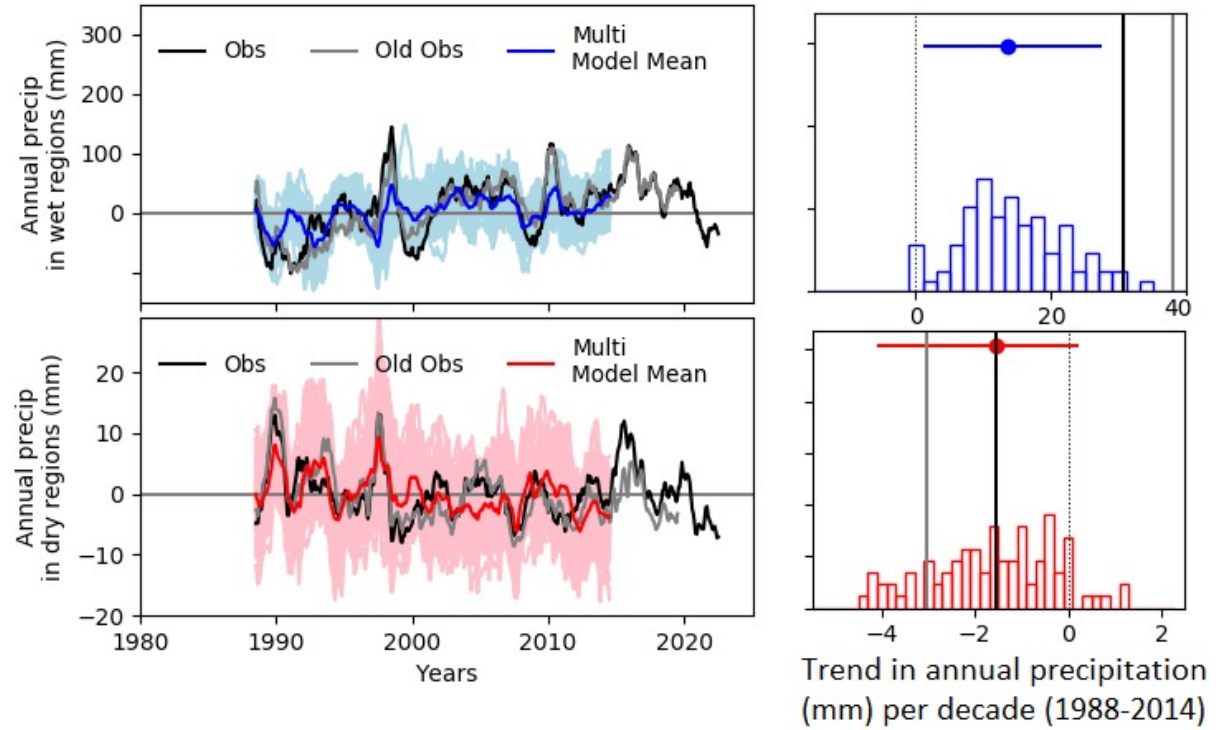 Annual precip
in wet regions (mm)
300
200
100
0
Obs
Old Obs
Multi
Model Mean
0
20
40
Annual precip
in dry regions (mm)
20
10
0
−10
−20
Obs
Old Obs
Multi
Model Mean
1980
1990
2000
2010
2020
Years
−4
−2
0
2
Trend in annual precipitation
(mm) per decade (1988-2014)